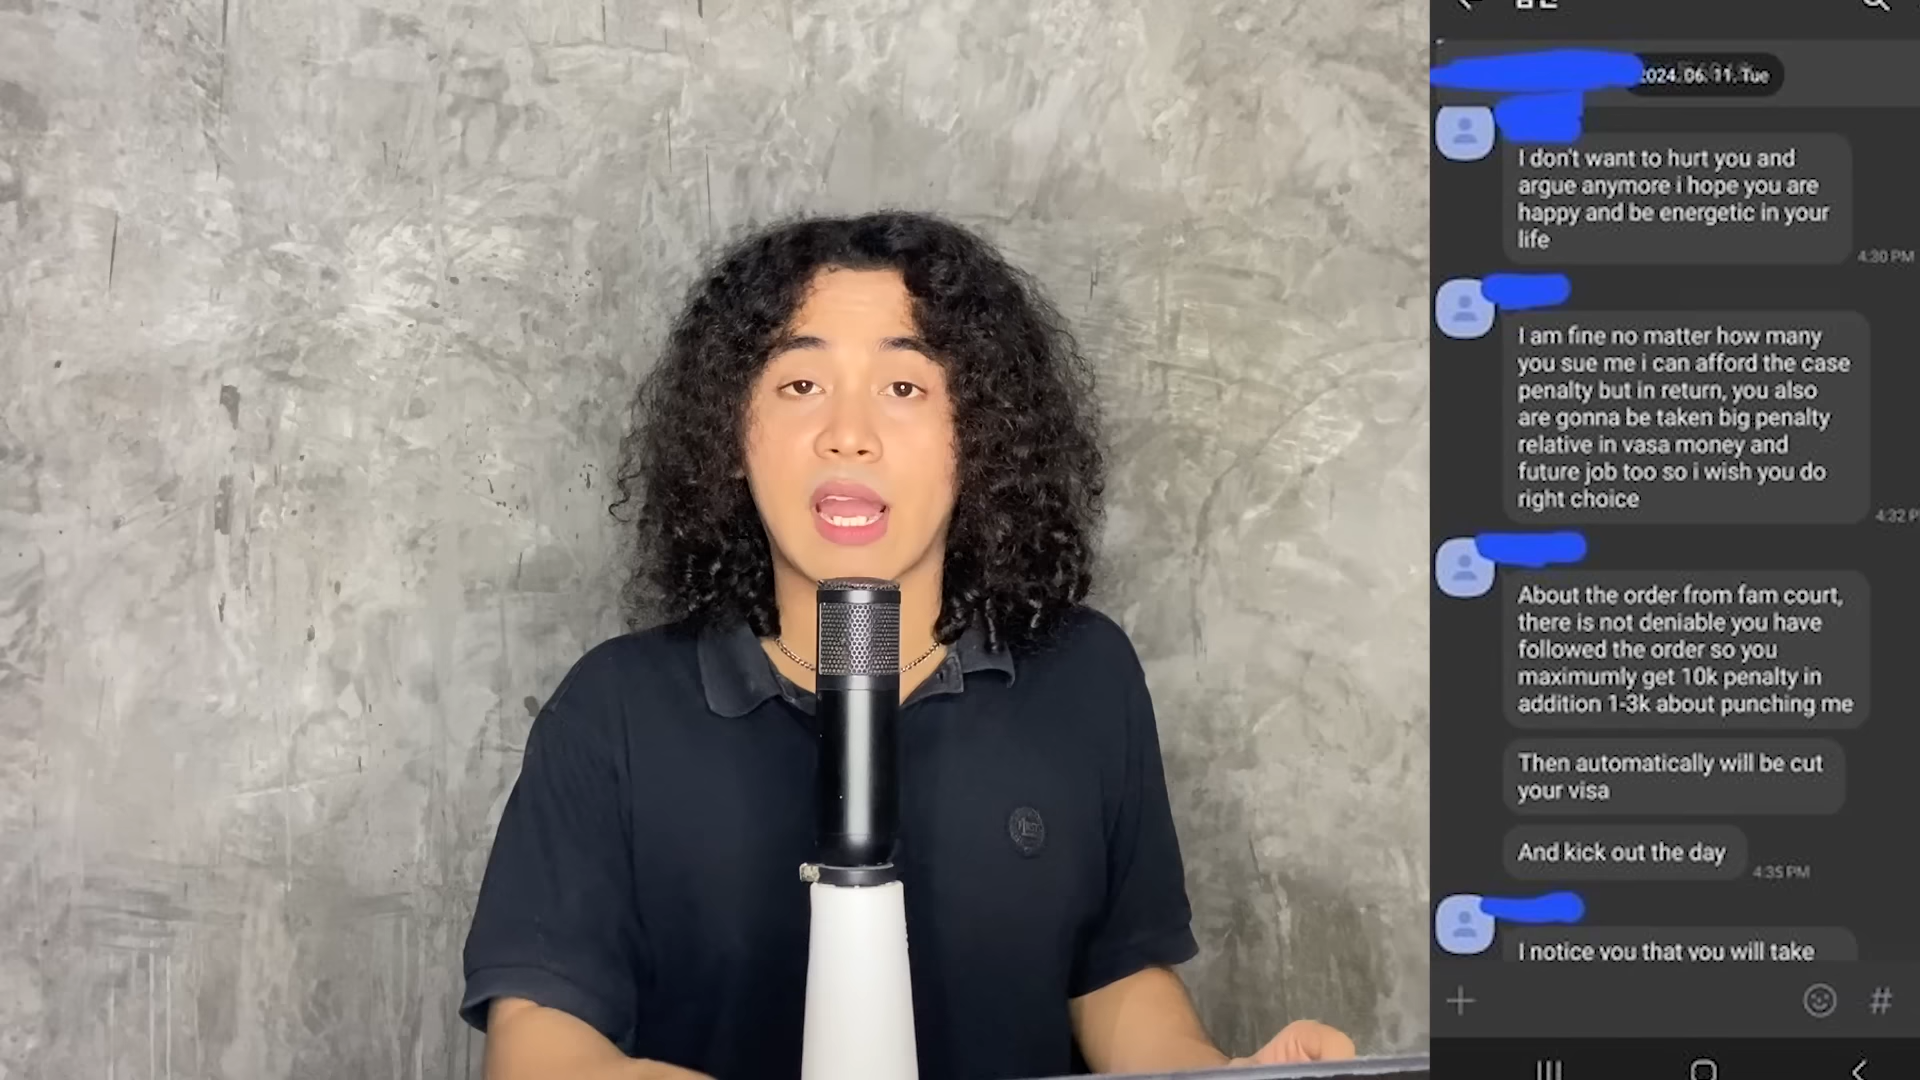 2024. 06. 11. Tue
I don't want to hurt you and
argue anymore i hope you are
happy and be energetic in your
life
4:30 PM
I am fine no matter how many
you sue me i can afford the case
penalty but in return, you also
are gonna be taken big penalty
relative in vasa money and
future job too so i wish you do
right choice
4:32 P
About the order from fam court,
there is not deniable you have
followed the order so you
maximumly get 10k penalty in
addition 1-3k about punching me
Then automatically will be cut
your visa
And kick out the day
4:35 PM
I notice you that you will take
#